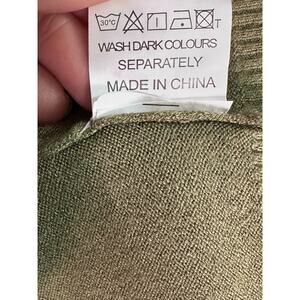 30°C T
WASH DARK COLOURS
SEPARATELY
MADE IN CHINA